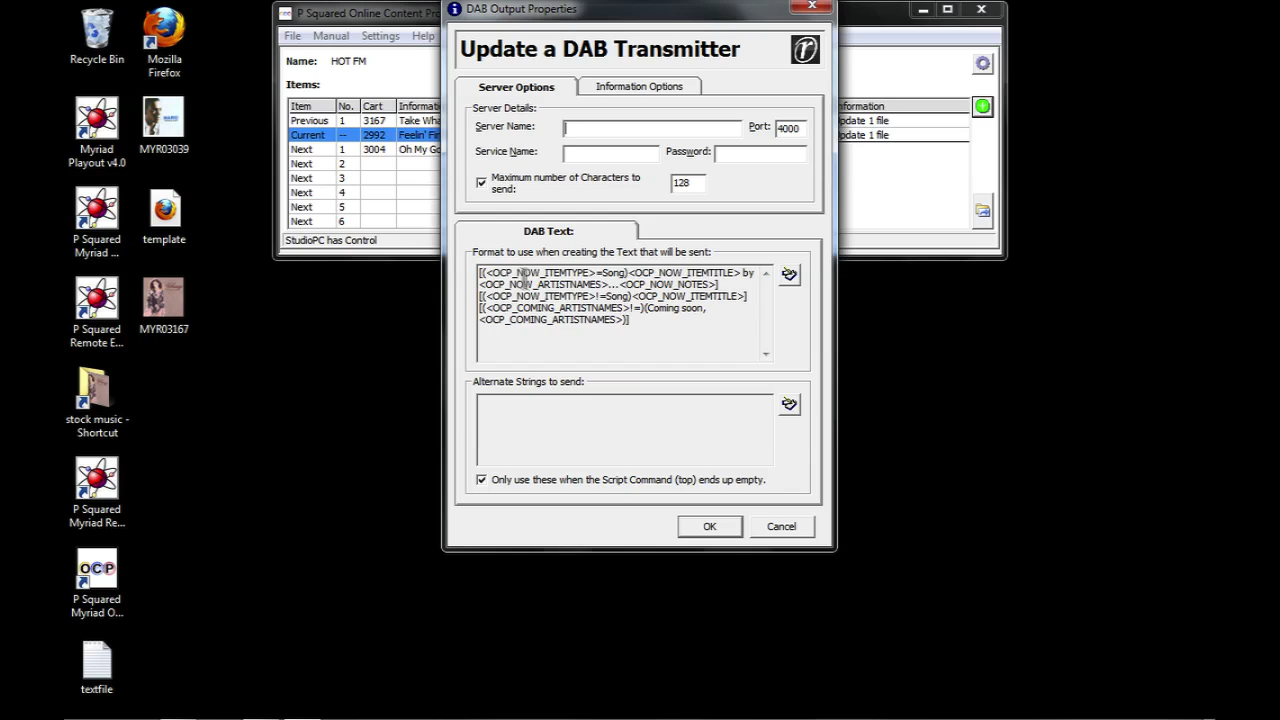 Recycle Bin
Mozilla
Firefox
Myriad
Playout v4.0
MYR03039
P Squared
Myriad ...
template
P Squared
Remote E...
MYR03167
stock music -
Shortcut
P Squared
Myriad Re...
OCP
P Squared
Myriad O...
textfile
P Squared Online Content Pro
File Manual Settings Help
Name: HOT FM
Items:
Item No. Cart Informa
Previous 1 3167 Take Wha
Current -- 2992 Feelin' Fin
Next 1 3004 Oh My Go
Next 2
Next 3
Next 4
Next 5
Next 6
StudioPC has Control
nformation
pdate 1 file
pdate 1 file
DAB Output Properties
Update a DAB Transmitter
Server Options Information Options
Server Details:
Server Name: Port: 4000
Service Name: Password:
Maximum number of Characters to
send: 128
DAB Text:
Format to use when creating the Text that will be sent:
[(<OCP_NOW_ITEMTYPE>=Song)<OCP_NOW_ITEMTITLE> by
<OCP_NOW_ARTISTNAMES>...<OCP_NOW_NOTES>]
[(<OCP_NOW_ITEMTYPE>!=Song)<OCP_NOW_ITEMTITLE>]
[(<OCP_COMING_ARTISTNAMES>!=)(Coming soon,
<OCP_COMING_ARTISTNAMES>)]
Alternate Strings to send:
Only use these when the Script Command (top) ends up empty.
OK Cancel